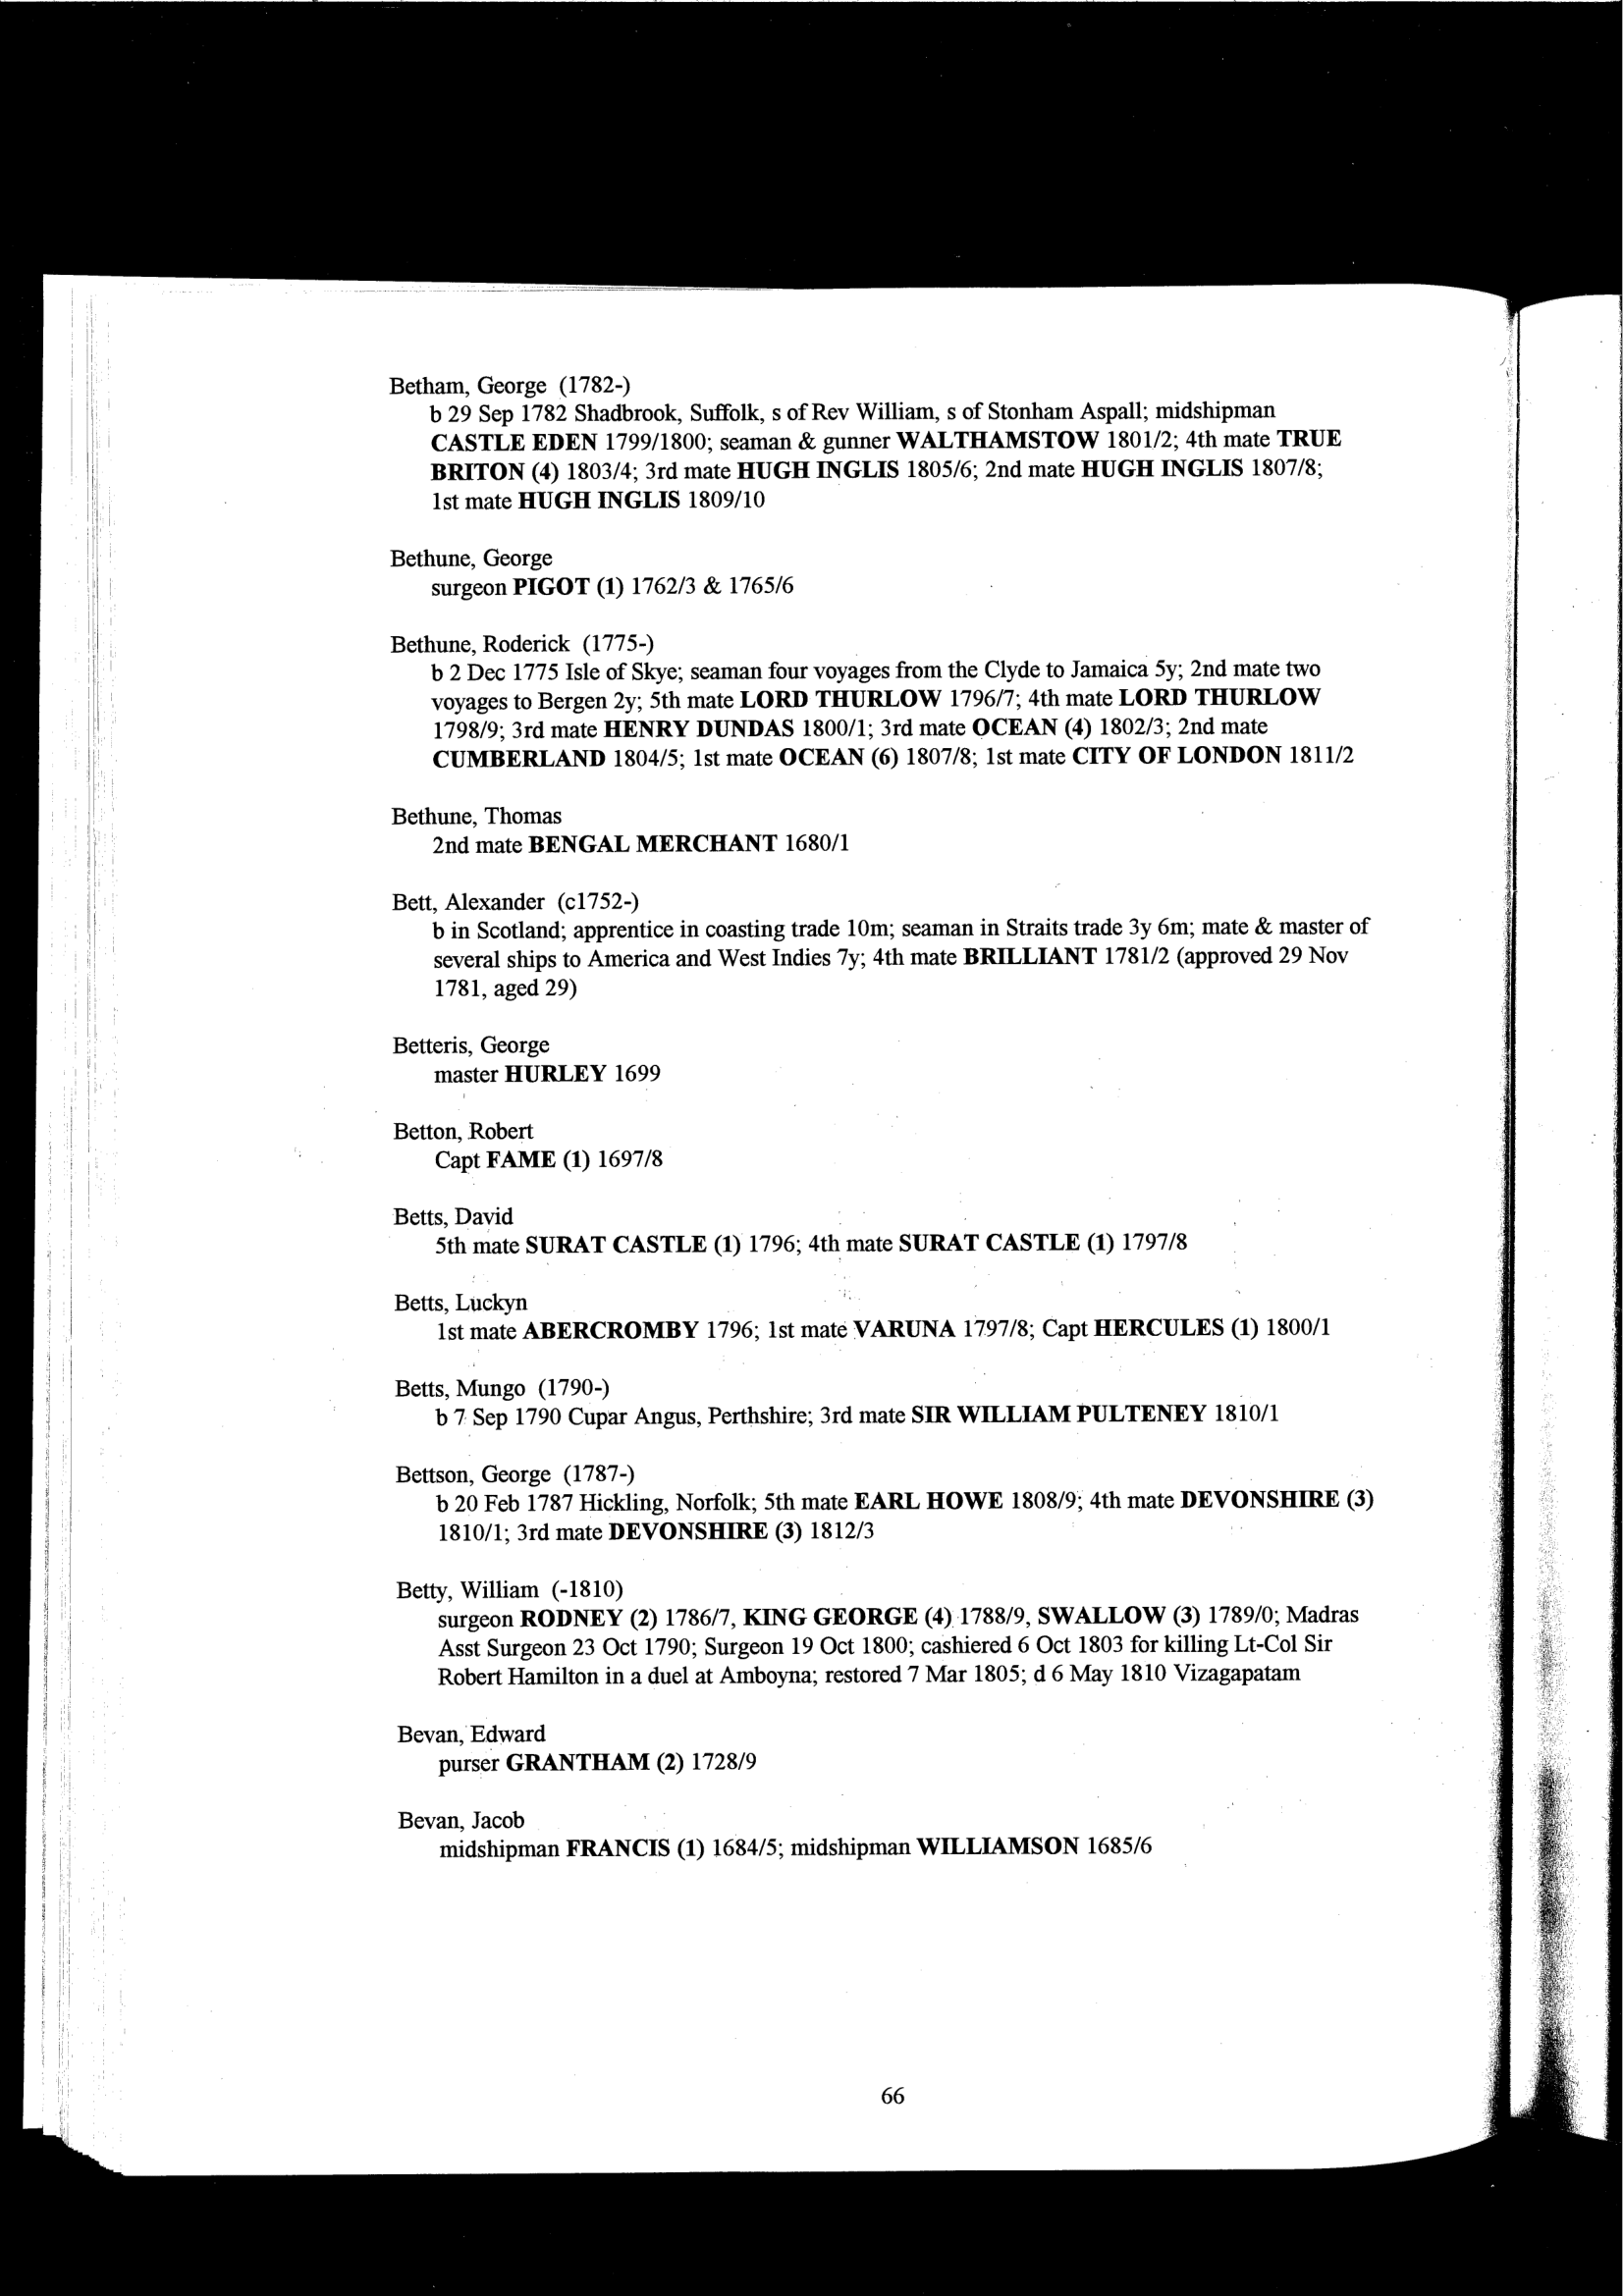 Betham, George (1782-)
b 29 Sep 1782 Shadbrook, Suffolk, s of Rev William, s of Stonham Aspall; midshipman
CASTLE EDEN 1799/1800; seaman & gunner WALTHAMSTOW 1801/2; 4th mate TRUE
BRITON (4) 1803/4; 3rd mate HUGH INGLIS 1805/6; 2nd mate HUGH INGLIS 1807/8;
1st mate HUGH INGLIS 1809/10
Bethune, George
surgeon PIGOT (1) 1762/3 & 1765/6
Bethune, Roderick (1775-)
b 2 Dec 1775 Isle of Skye; seaman four voyages from the Clyde to Jamaica 5y; 2nd mate two
voyages to Bergen 2y; 5th mate LORD THURLOW 1796/7; 4th mate LORD THURLOW
1798/9; 3rd mate HENRY DUNDAS 1800/1; 3rd mate OCEAN (4) 1802/3; 2nd mate
CUMBERLAND 1804/5; 1st mate OCEAN (6) 1807/8; 1st mate CITY OF LONDON 1811/2
Bethune, Thomas
2nd mate BENGAL MERCHANT 1680/1
Bett, Alexander (c1752-)
b in Scotland; apprentice in coasting trade 10m; seaman in Straits trade 3y 6m; mate & master of
several ships to America and West Indies 7y; 4th mate BRILLIANT 1781/2 (approved 29 Nov
1781, aged 29)
Betteris, George
master HURLEY 1699
Betton, Robert
Capt FAME (1) 1697/8
Betts, David
5th mate SURAT CASTLE (1) 1796; 4th mate SURAT CASTLE (1) 1797/8
Betts, Luckyn
1st mate ABERCROMBY 1796; 1st mate VARUNA 1797/8; Capt HERCULES (1) 1800/1
Betts, Mungo (1790-)
b 7 Sep 1790 Cupar Angus, Perthshire; 3rd mate SIR WILLIAM PULTENEY 1810/1
Bettson, George (1787-)
b 20 Feb 1787 Hickling, Norfolk; 5th mate EARL HOWE 1808/9; 4th mate DEVONSHIRE (3)
1810/1; 3rd mate DEVONSHIRE (3) 1812/3
Betty, William (-1810)
surgeon RODNEY (2) 1786/7, KING GEORGE (4) 1788/9, SWALLOW (3) 1789/0; Madras
Asst Surgeon 23 Oct 1790; Surgeon 19 Oct 1800; cashiered 6 Oct 1803 for killing Lt-Col Sir
Robert Hamilton in a duel at Amboyna; restored 7 Mar 1805; d 6 May 1810 Vizagapatam
Bevan, Edward
purser GRANTHAM (2) 1728/9
Bevan, Jacob
midshipman FRANCIS (1) 1684/5; midshipman WILLIAMSON 1685/6
66